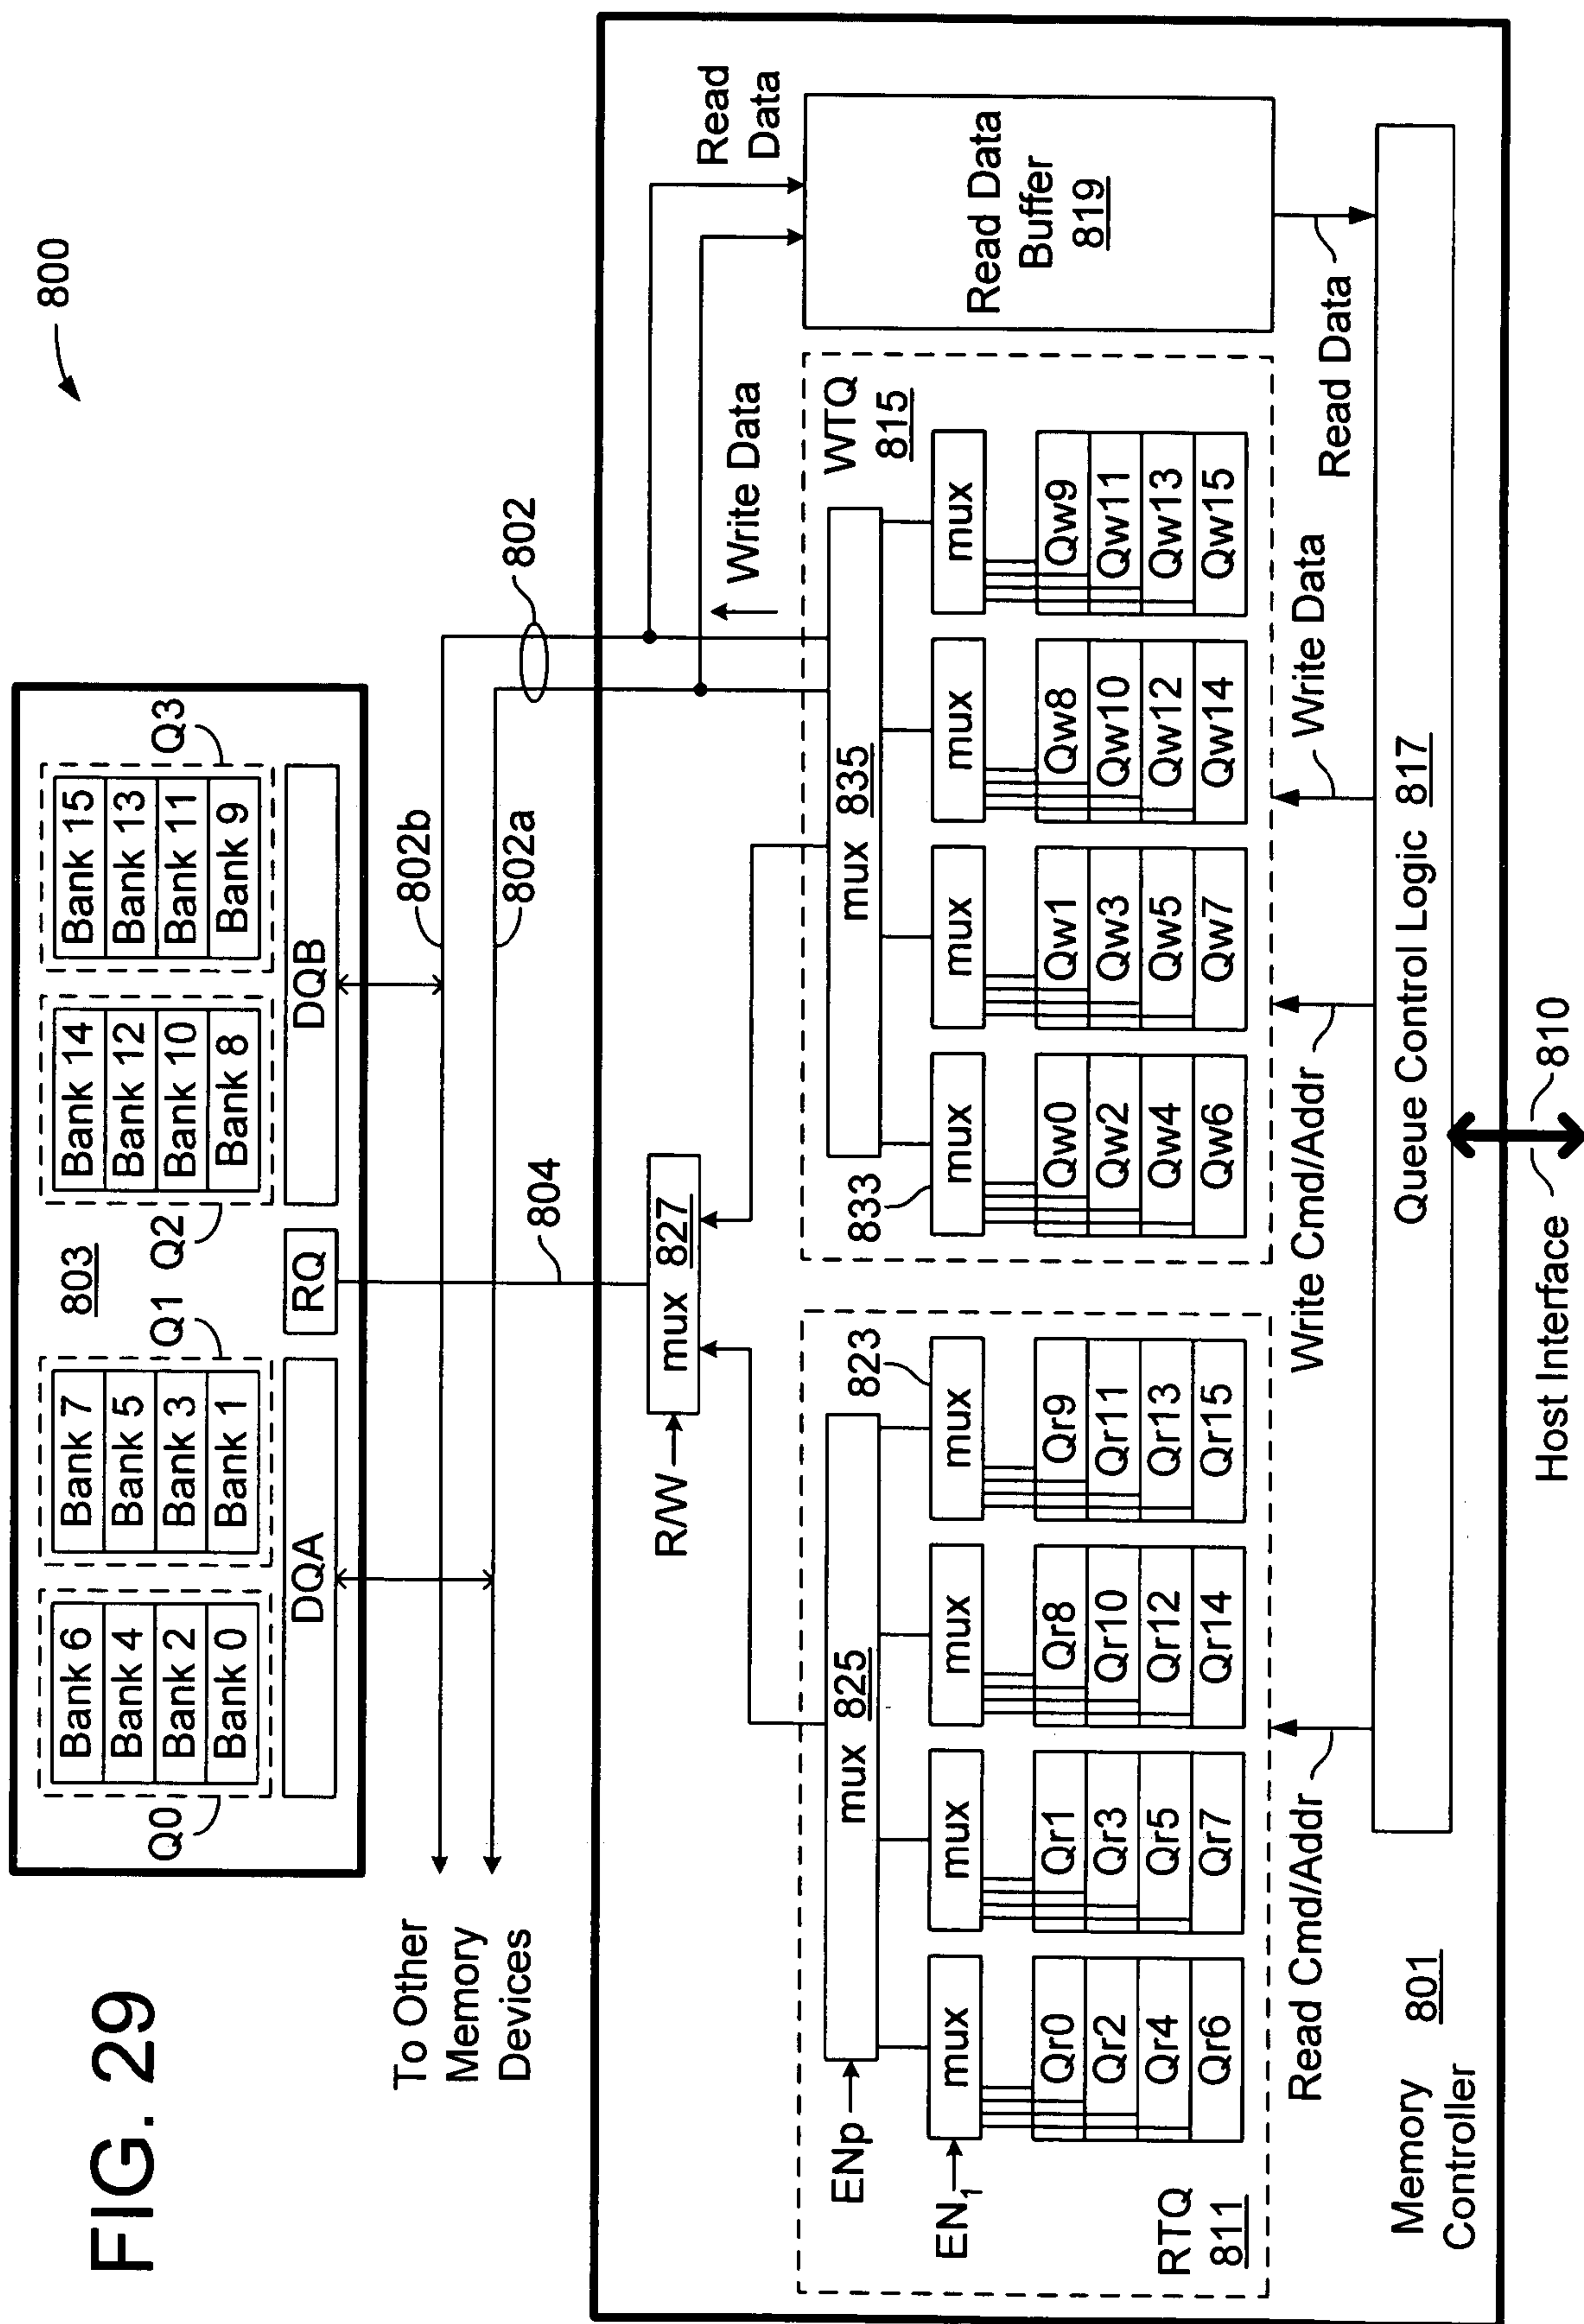 FIG. 29
800
Bank 6
Bank 4
Bank 2
Bank 0
Q0
Bank 7
Bank 5
Bank 3
Bank 1
Q1
803
Bank 14
Bank 12
Bank 10
Bank 8
Q2
Bank 15
Bank 13
Bank 11
Bank 9
Q3
DQA
RQ
DQB
To Other
Memory
Devices
802b
802a
802
804
R/W
mux 827
Write Data
Read
Data
ENp
mux 825
EN1
mux
mux
mux
mux
823
Qr0
Qr2
Qr4
Qr6
Qr1
Qr3
Qr5
Qr7
Qr8
Qr10
Qr12
Qr14
Qr9
Qr11
Qr13
Qr15
RTQ
811
mux 835
WTQ
815
833
mux
mux
mux
mux
Qw0
Qw2
Qw4
Qw6
Qw1
Qw3
Qw5
Qw7
Qw8
Qw10
Qw12
Qw14
Qw9
Qw11
Qw13
Qw15
Read Data
Buffer
819
Read Cmd/Addr
Write Cmd/Addr
Write Data
Read Data
Queue Control Logic 817
Memory
Controller
801
Host Interface
810